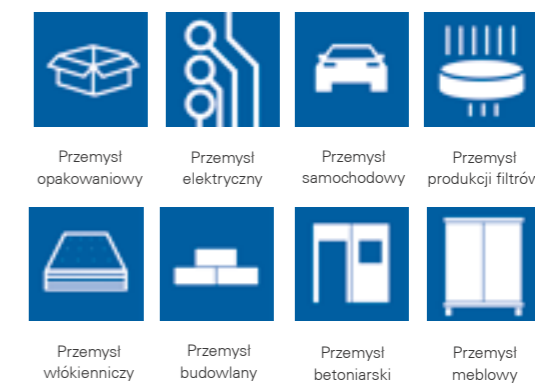 Przemysł
opakowaniowy
Przemysł
elektryczny
Przemysł
samochodowy
Przemysł
produkcji filtrów
Przemysł
włókienniczy
Przemysł
budowlany
Przemysł
betoniarski
Przemysł
meblowy